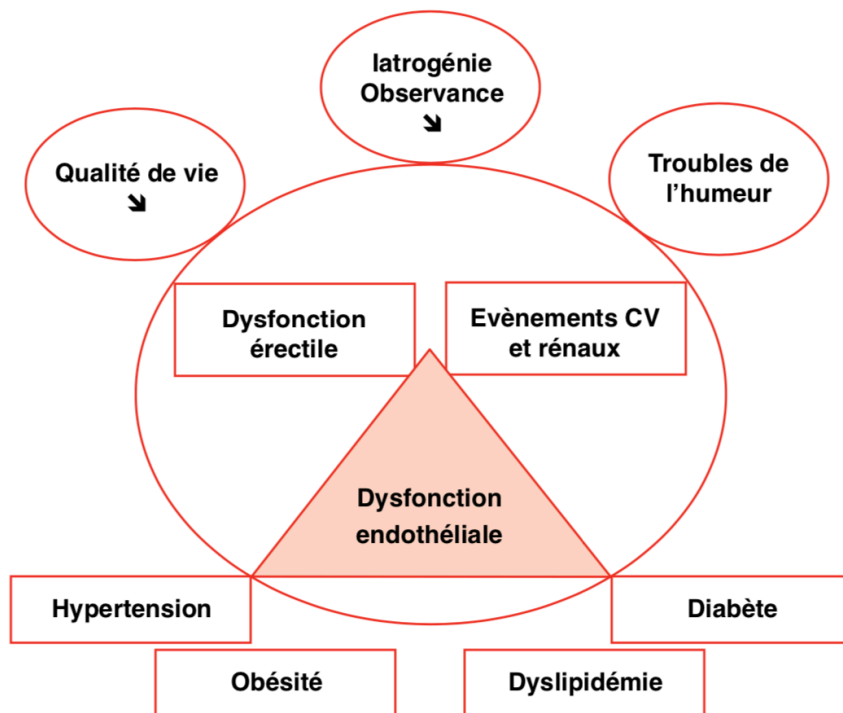 Iatrogénie
Observance
↘
Qualité de vie
↘
Troubles de
l'humeur
Dysfonction
érectile
Evènements CV
et rénaux
Dysfonction
endothéliale
Hypertension
Diabète
Obésité
Dyslipidémie